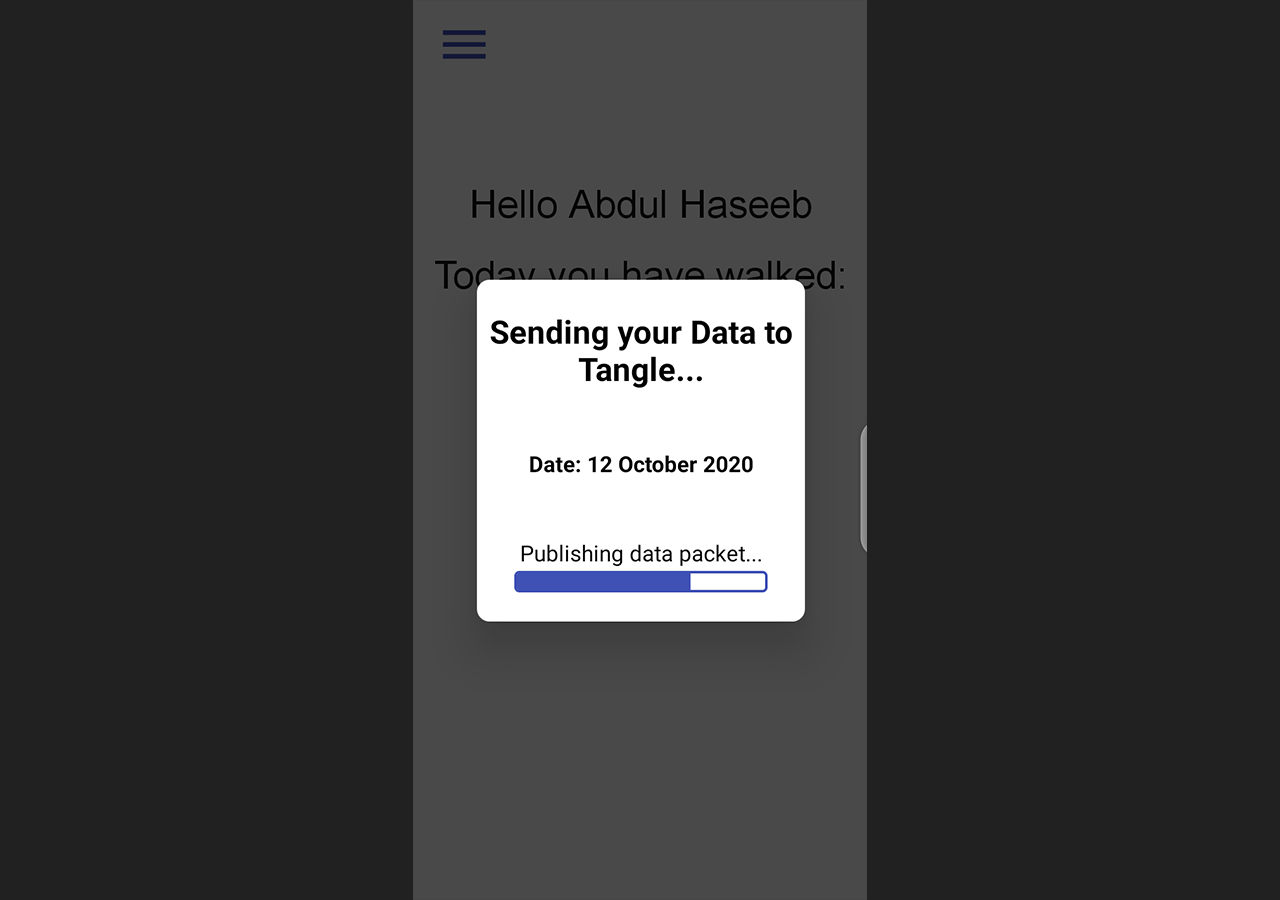 Hello Abdul Haseeb
Today you have walked:
Sending your Data to
Tangle...
Date: 12 October 2020
Publishing data packet...